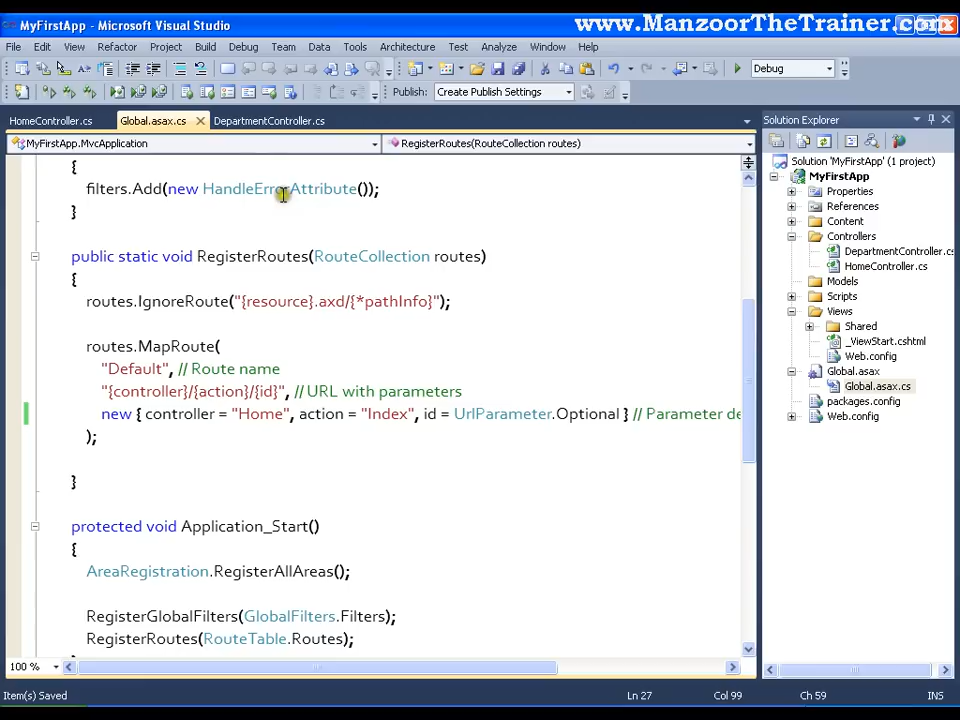 MyFirstApp - Microsoft Visual Studio
www.ManzoorTheTrainer.com
File Edit View Refactor Project Build Debug Team Data Tools Architecture Test Analyze Window Help
Debug
Publish: Create Publish Settings
HomeController.cs Global.asax.cs DepartmentController.cs
MyFirstApp.MvcApplication RegisterRoutes(RouteCollection routes)
{
filters.Add(new HandleErrorAttribute());
}
public static void RegisterRoutes(RouteCollection routes)
{
routes.IgnoreRoute("{resource}.axd/{*pathInfo}");
routes.MapRoute(
"Default", // Route name
"{controller}/{action}/{id}", // URL with parameters
new { controller = "Home", action = "Index", id = UrlParameter.Optional } // Parameter de
);
}
protected void Application_Start()
{
AreaRegistration.RegisterAllAreas();
RegisterGlobalFilters(GlobalFilters.Filters);
RegisterRoutes(RouteTable.Routes);
100 %
Solution Explorer
Solution 'MyFirstApp' (1 project)
MyFirstApp
Properties
References
Content
Controllers
DepartmentController.cs
HomeController.cs
Models
Scripts
Views
Shared
_ViewStart.cshtml
Web.config
Global.asax
Global.asax.cs
packages.config
Web.config
Item(s) Saved Ln 27 Col 99 Ch 59 INS